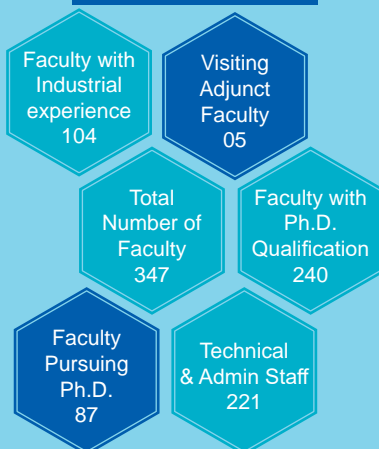 Faculty with
Industrial
experience
104
Visiting
Adjunct
Faculty
05
Total
Number of
Faculty
347
Faculty with
Ph.D.
Qualification
240
Faculty
Pursuing
Ph.D.
87
Technical
& Admin Staff
221